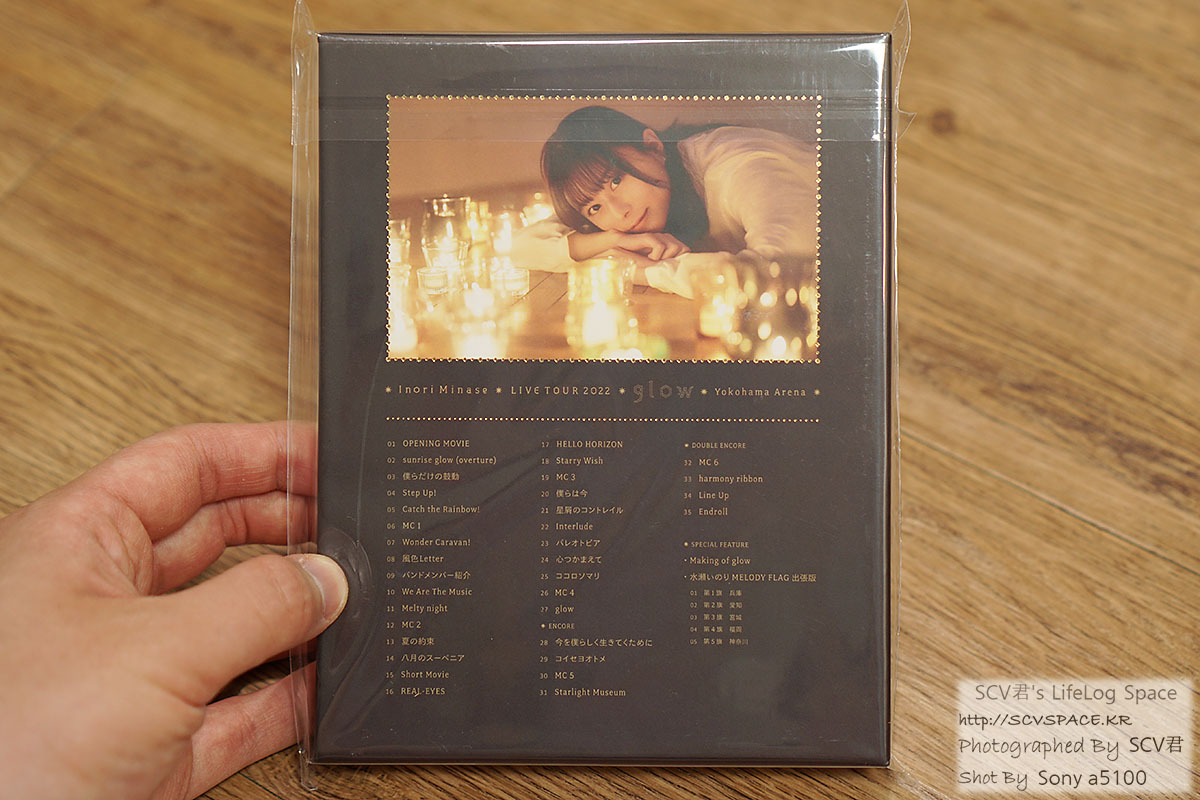 ✷ Inori Minase ✷ LIVE TOUR 2022 ✷ glow ✷ Yokohama Arena ✷
01 OPENING MOVIE
02 sunrise glow (overture)
03 僕らだけの鼓動
04 Step Up!
05 Catch the Rainbow!
06 MC 1
07 Wonder Caravan!
08 風色Letter
09 バンドメンバー紹介
10 We Are The Music
11 Melty night
12 MC 2
13 夏の約束
14 八月のスーベニア
15 Short Movie
16 REAL-EYES
17 HELLO HORIZON
18 Starry Wish
19 MC 3
20 僕らは今
21 星屑のコントレイル
22 Interlude
23 パレオトピア
24 心つかまえて
25 ココロソマリ
26 MC 4
27 glow
✷ ENCORE
28 今を僕らしく生きてくために
29 コイセヨオトメ
30 MC 5
31 Starlight Museum
✷ DOUBLE ENCORE
32 MC 6
33 harmony ribbon
34 Line Up
35 Endroll
✷ SPECIAL FEATURE
・Making of glow
・水瀬いのり MELODY FLAG 出張版
01 第1旗 兵庫
02 第2旗 愛知
03 第3旗 宮城
04 第4旗 福岡
05 第5旗 神奈川
SCV君's LifeLog Space
http://SCVSPACE.KR
Photographed By SCV君
Shot By Sony a5100